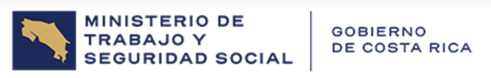 MINISTERIO DE
TRABAJO Y
SEGURIDAD SOCIAL
GOBIERNO
DE COSTA RICA